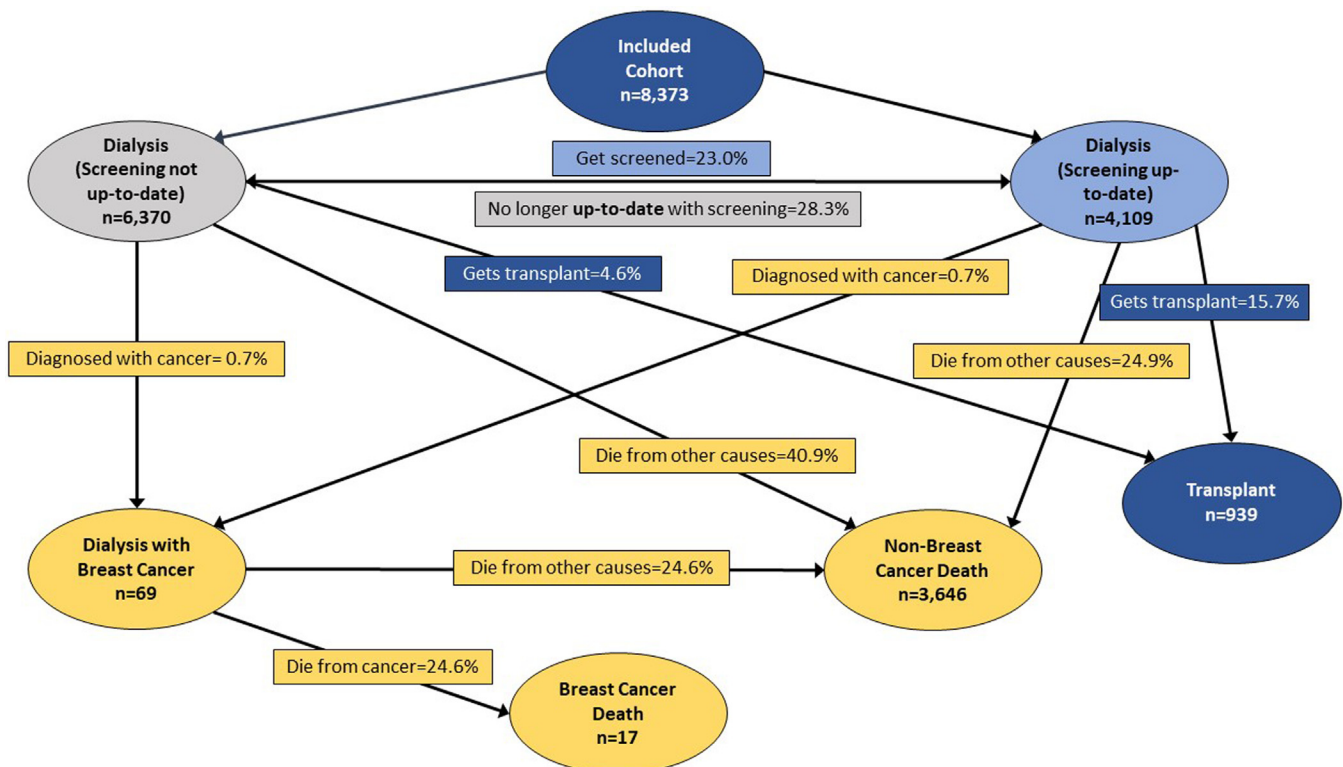 Included
Cohort
n=8,373
Dialysis
(Screening not
up-to-date)
n=6,370
Get screened=23.0%
No longer up-to-date with screening=28.3%
Dialysis
(Screening up-
to-date)
n=4,109
Gets transplant=4.6%
Diagnosed with cancer=0.7%
Gets transplant=15.7%
Diagnosed with cancer= 0.7%
Die from other causes=24.9%
Die from other causes=40.9%
Transplant
n=939
Dialysis with
Breast Cancer
n=69
Die from other causes=24.6%
Non-Breast
Cancer Death
n=3,646
Die from cancer=24.6%
Breast Cancer
Death
n=17